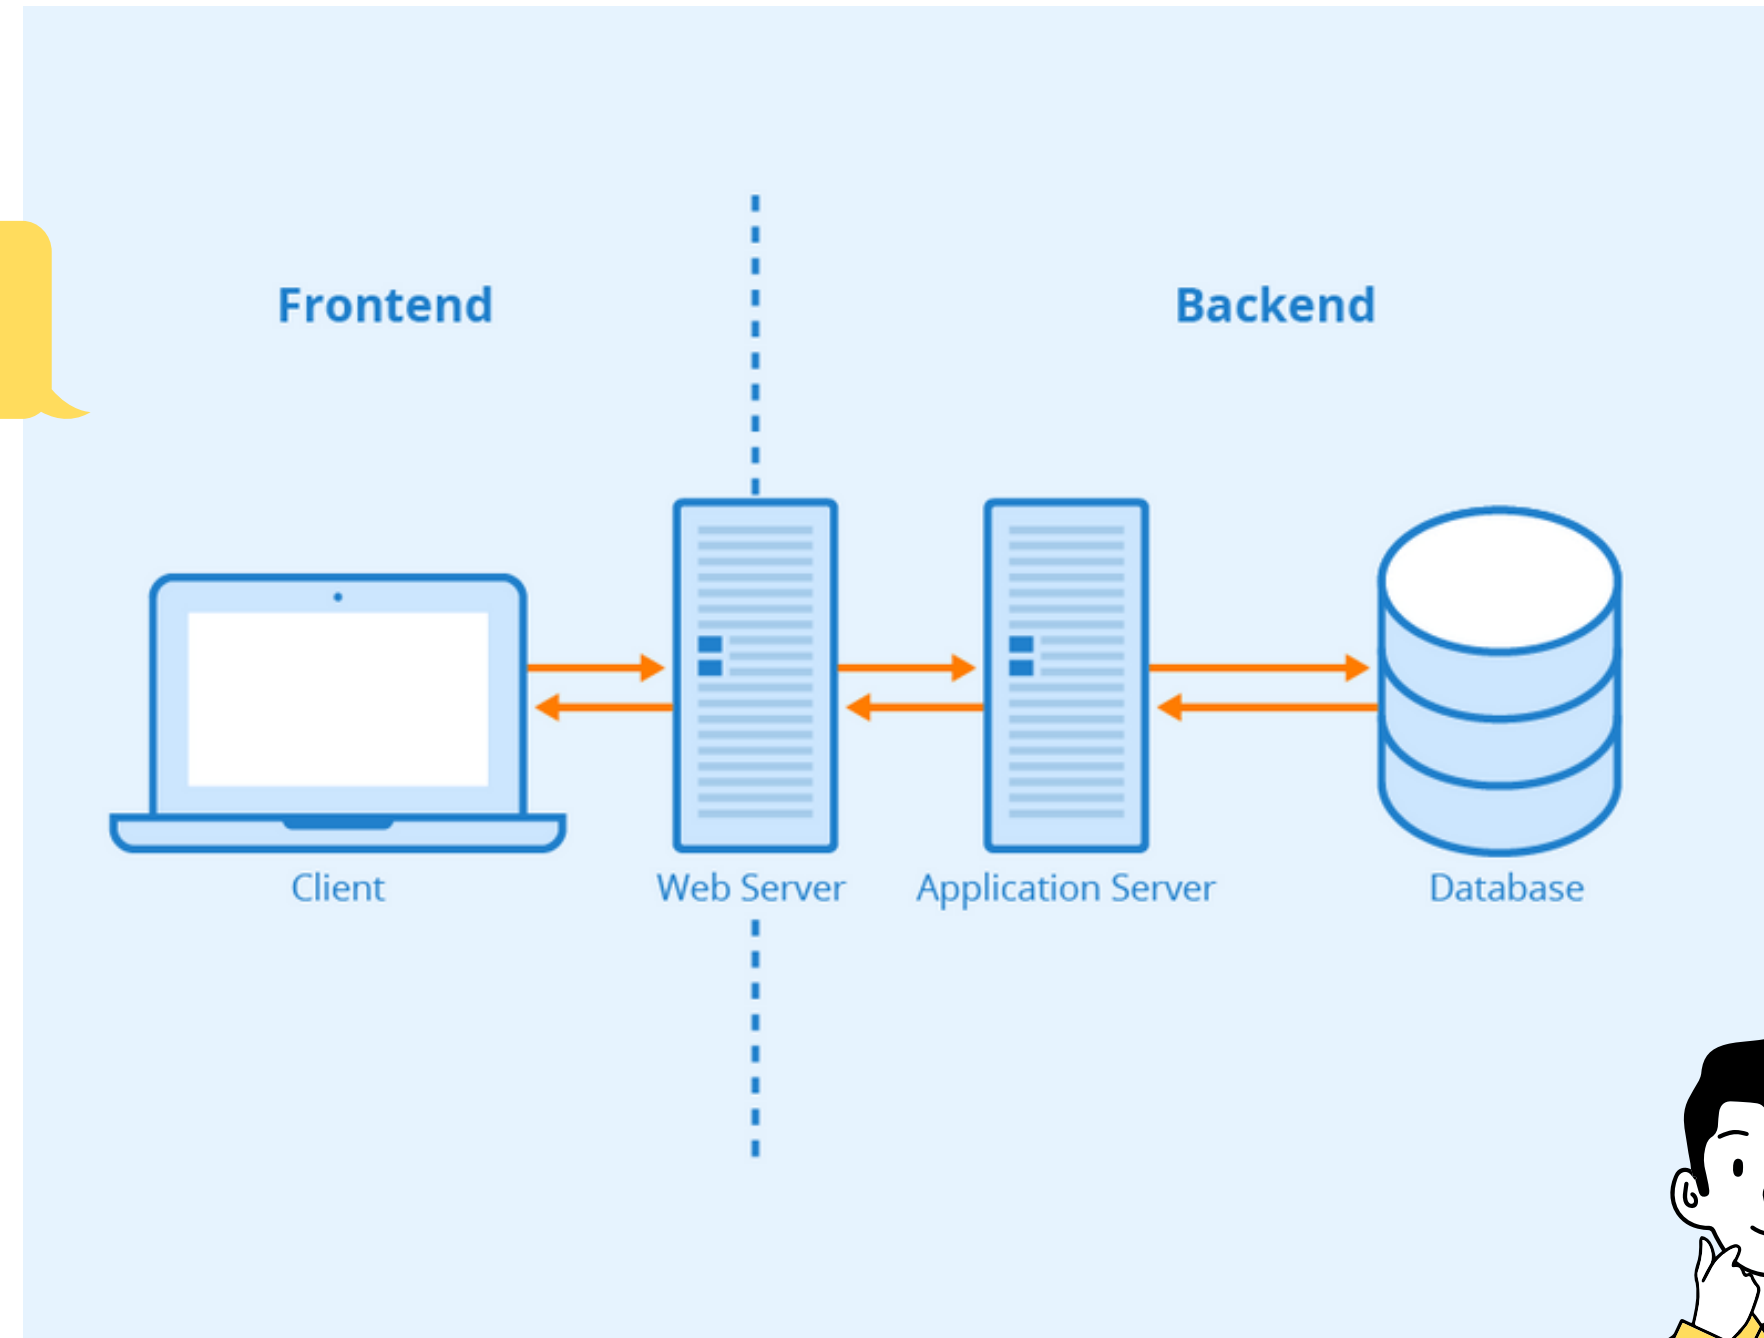 Frontend
Backend
Client
Web Server
Application Server
Database